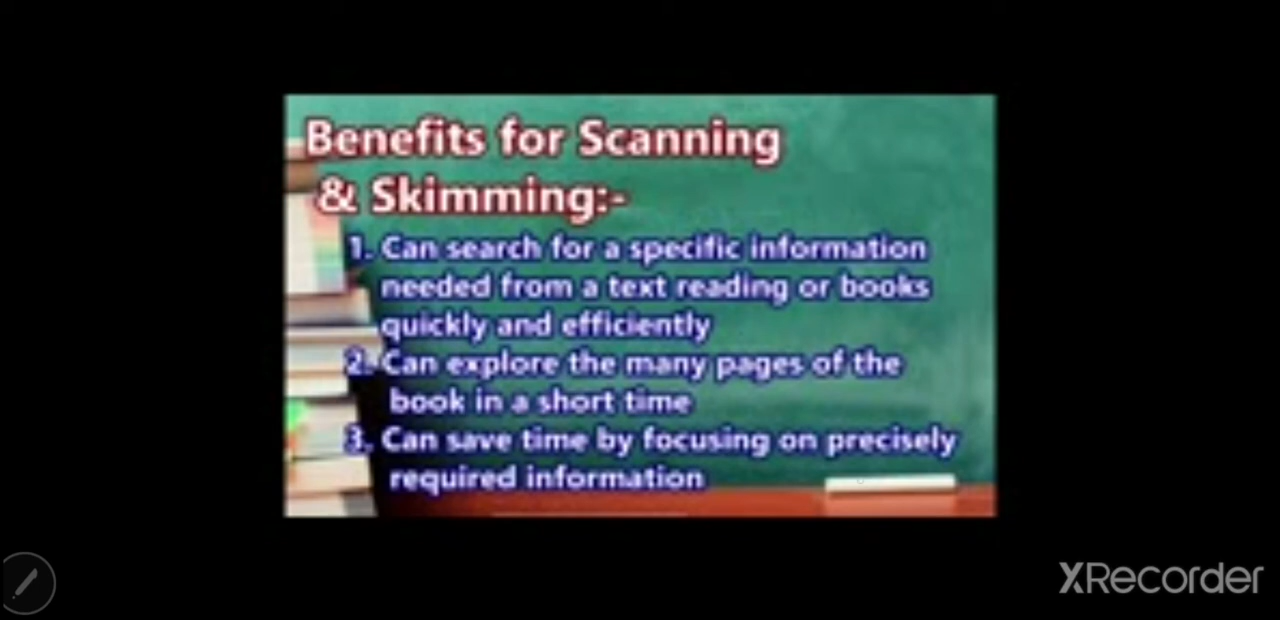 Benefits for Scanning
& Skimming:-
1. Can search for a specific information
needed from a text reading or books
quickly and efficiently
2. Can explore the many pages of the
book in a short time
3. Can save time by focusing on precisely
required information
XRecorder